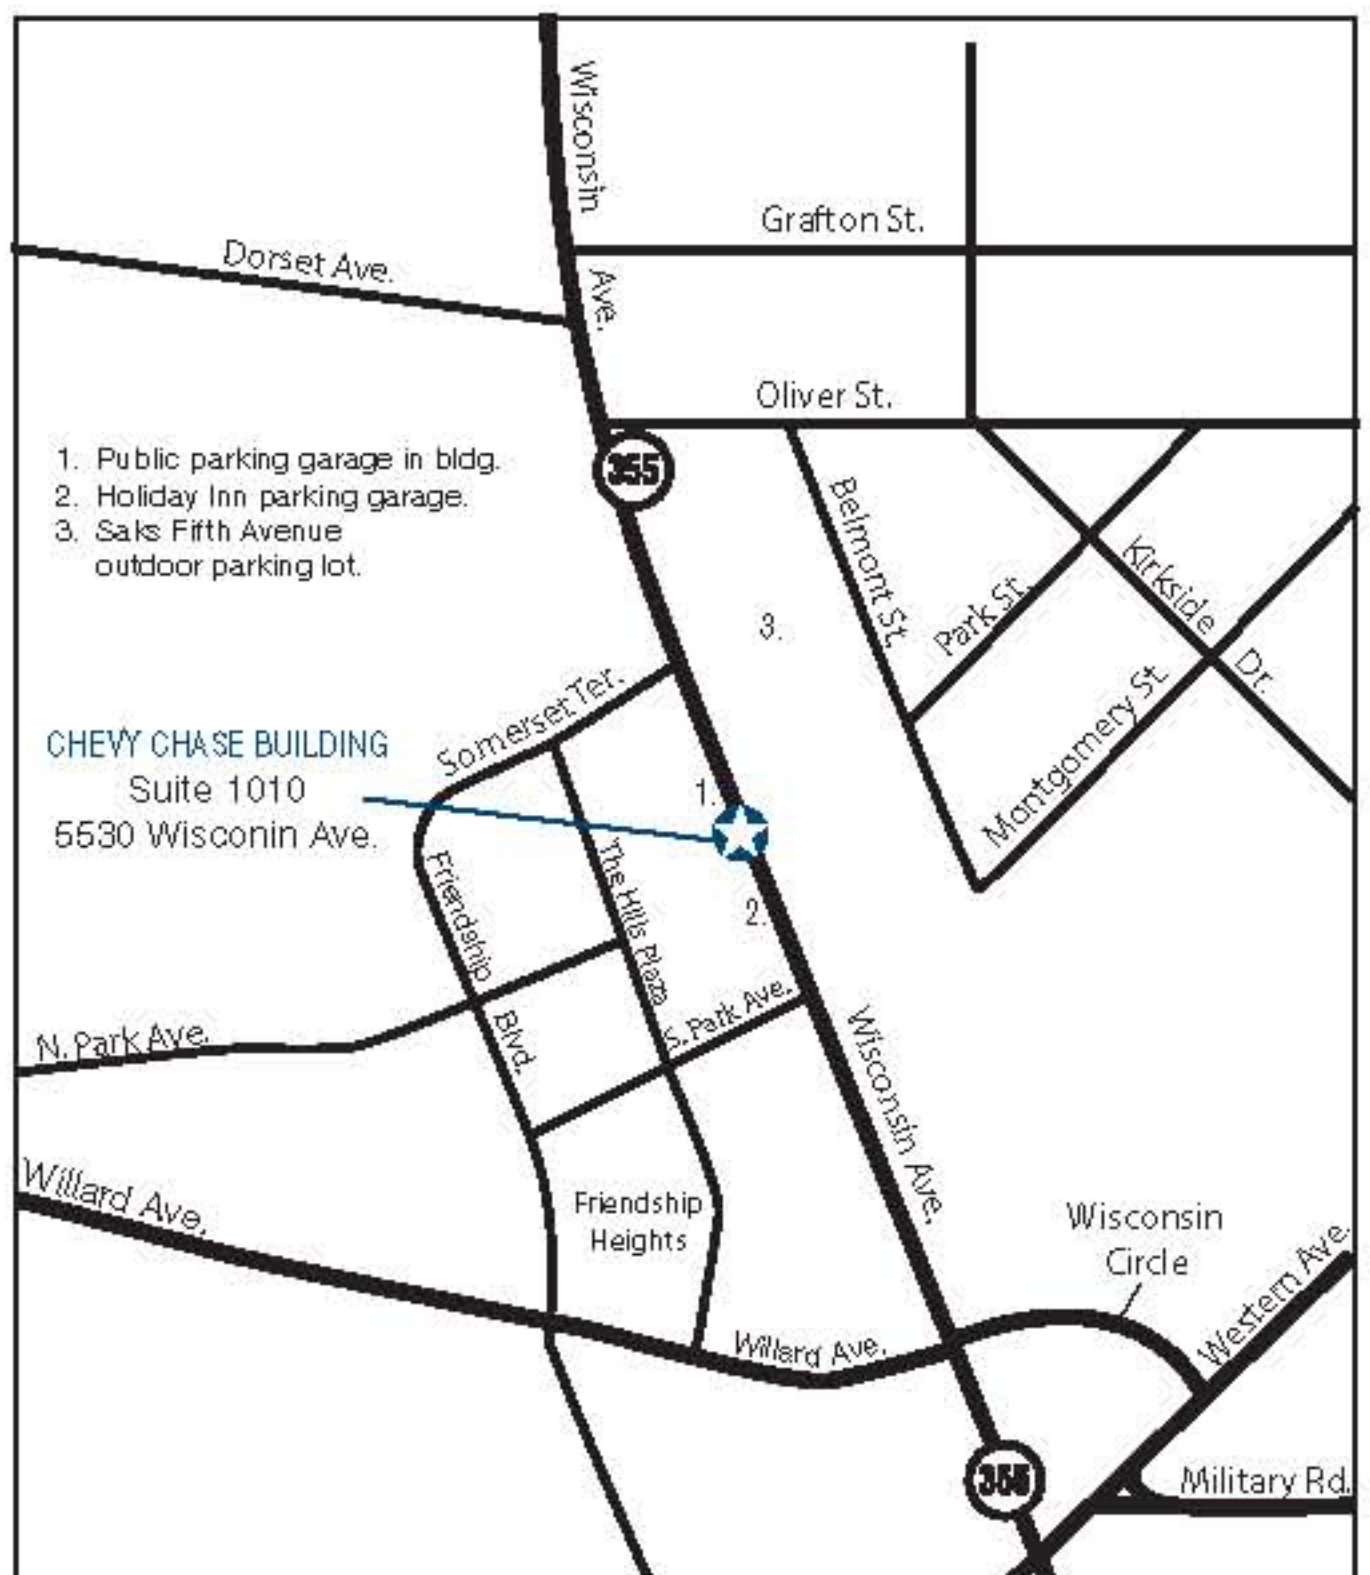 Wisconsin
Ave.
Grafton St.
Dorset Ave.
Oliver St.
355
1. Public parking garage in bldg.
2. Holiday Inn parking garage.
3. Saks Fifth Avenue
outdoor parking lot.
Belmont St.
Park St.
Kirkside
Dr.
Montgomery St.
3.
Somerset Ter.
CHEVY CHASE BUILDING
Suite 1010
5530 Wisconin Ave.
1.
2.
Friendship
Blvd.
The Hills Plaza
N. Park Ave.
S. Park Ave.
Wisconsin Ave.
Willard Ave.
Friendship
Heights
Wisconsin
Circle
Western Ave.
Willard Ave.
355
Military Rd.